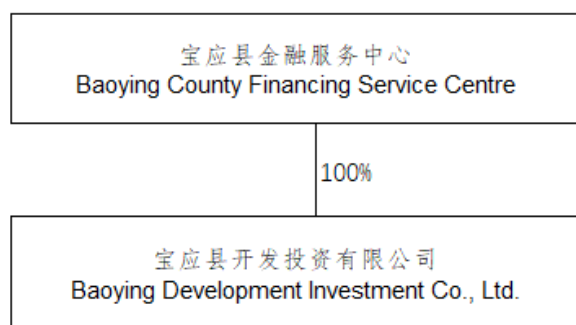 宝应县金融服务中心
Baoying County Financing Service Centre
100%
宝应县开发投资有限公司
Baoying Development Investment Co., Ltd.